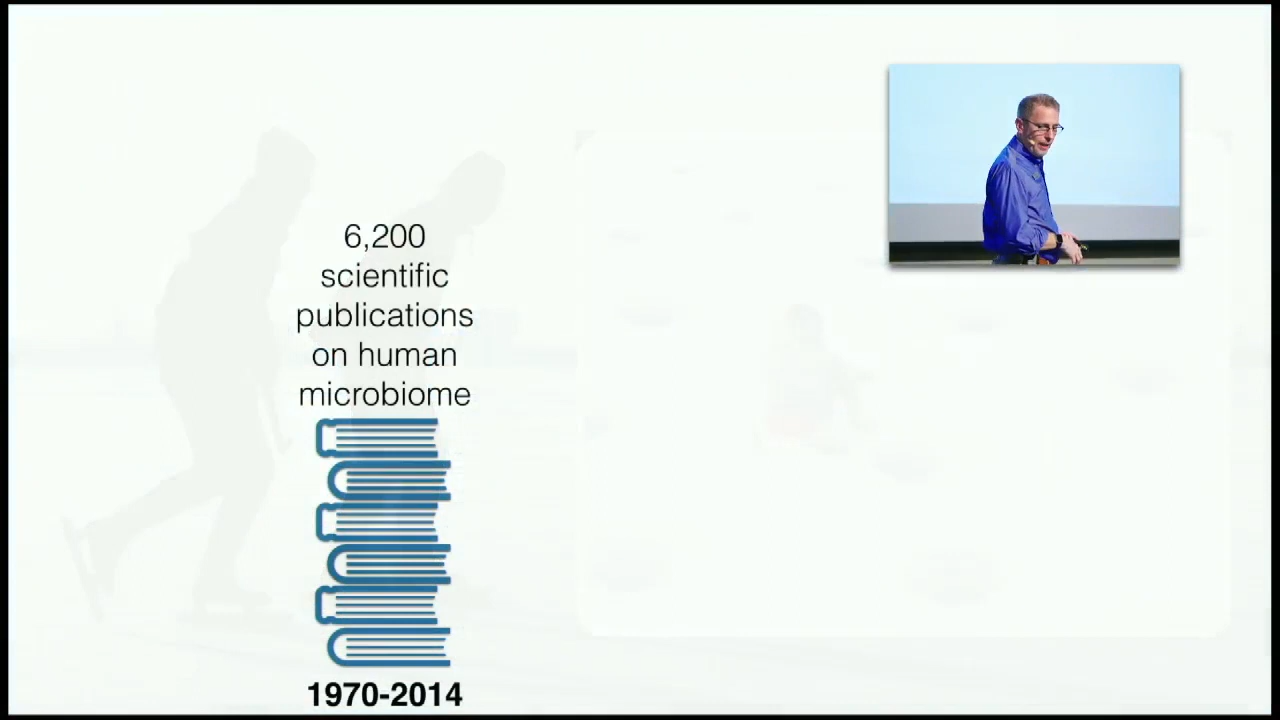 6,200
scientific
publications
on human
microbiome
1970-2014